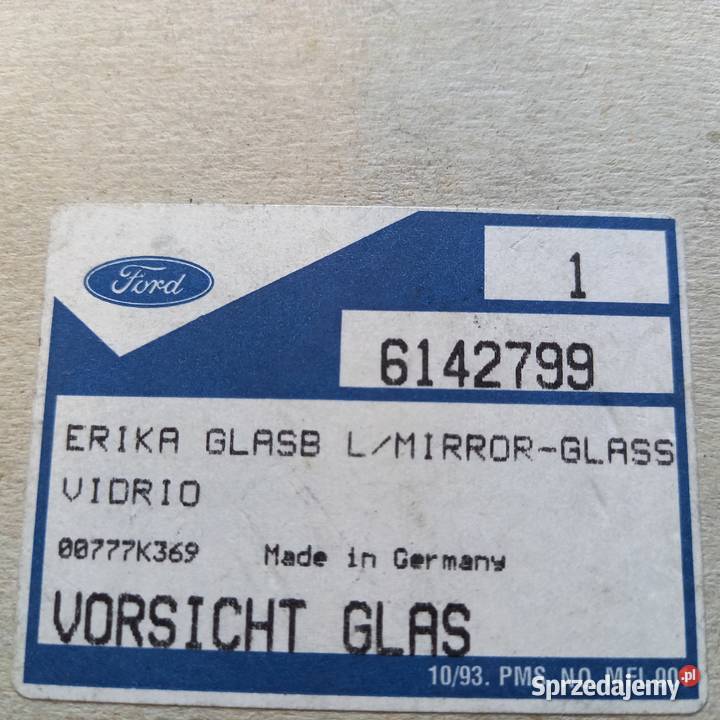 Ford
1
6142799
ERIKA GLASB L/MIRROR-GLASS
VIDRIO
00777K369 Made in Germany
VORSICHT GLAS
10/93. PMS. NO. MFI
Sprzedajemy.pl